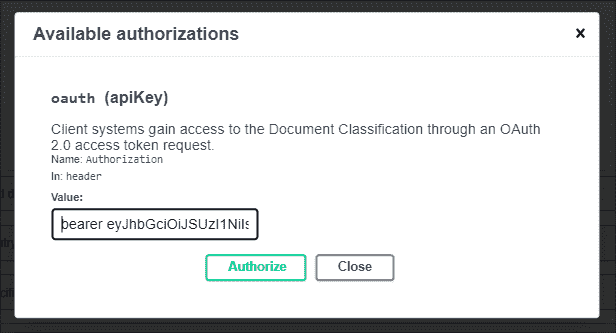 Available authorizations
×
oauth (apiKey)
Client systems gain access to the Document Classification through an OAuth
2.0 access token request.
Name: Authorization
In: header
Value:
bearer eyJhbGciOiJSUzI1NiIs
Authorize Close